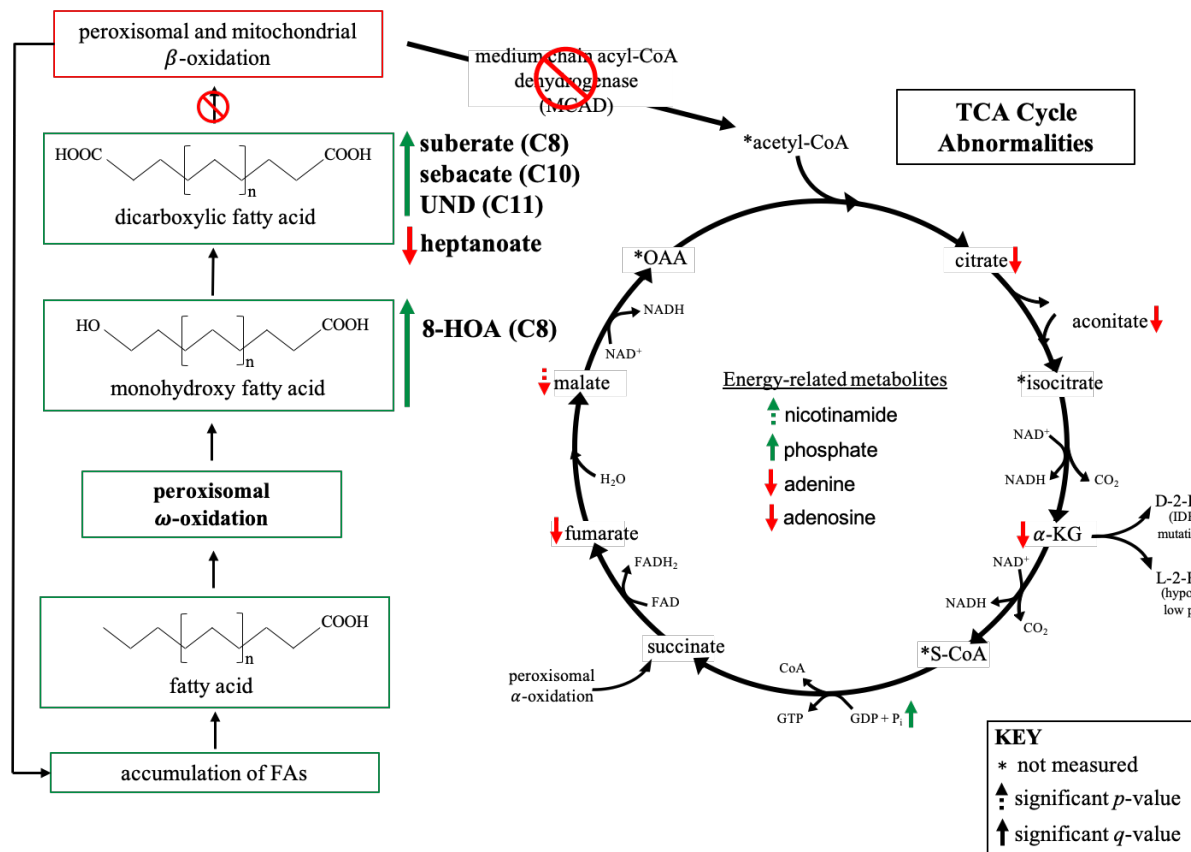 peroxisomal and mitochondrial
β-oxidation
medium chain acyl-CoA
dehydrogenase
(MCAD)
TCA Cycle
Abnormalities
*acetyl-CoA
HOOC
COOH
n
dicarboxylic fatty acid
suberate (C8)
sebacate (C10)
UND (C11)
heptanoate
*OAA
citrate
NADH
NAD+
aconitate
HO
COOH
n
monohydroxy fatty acid
8-HOA (C8)
malate
*isocitrate
Energy-related metabolites
nicotinamide
phosphate
adenine
adenosine
NAD+
NADH
CO2
H2O
peroxisomal
ω-oxidation
fumarate
α-KG
D-2-
(ID
mutati
L-2-
(hypo
low p
FADH2
FAD
NAD+
NADH
CO2
COOH
n
fatty acid
succinate
*S-CoA
peroxisomal
α-oxidation
CoA
GTP
GDP + Pi
accumulation of FAs
KEY
* not measured
significant p-value
significant q-value